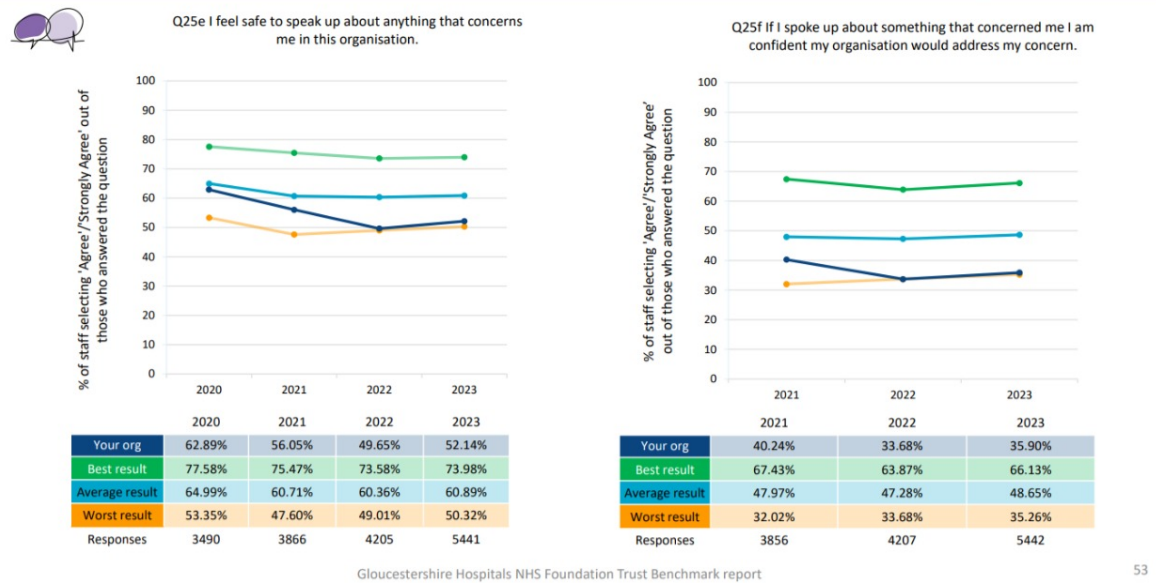 Q25e I feel safe to speak up about anything that concerns
me in this organisation.
% of staff selecting 'Agree'/'Strongly Agree' out of
those who answered the question
100
90
80
70
60
50
40
30
20
10
0
2020 2021 2022 2023
2020 2021 2022 2023
Your org 62.89% 56.05% 49.65% 52.14%
Best result 77.58% 75.47% 73.58% 73.98%
Average result 64.99% 60.71% 60.36% 60.89%
Worst result 53.35% 47.60% 49.01% 50.32%
Responses 3490 3866 4205 5441
Q25f If I spoke up about something that concerned me I am
confident my organisation would address my concern.
% of staff selecting 'Agree'/'Strongly Agree'
out of those who answered the question
100
90
80
70
60
50
40
30
20
10
0
2021 2022 2023
2021 2022 2023
Your org 40.24% 33.68% 35.90%
Best result 67.43% 63.87% 66.13%
Average result 47.97% 47.28% 48.65%
Worst result 32.02% 33.68% 35.26%
Responses 3856 4207 5442
Gloucestershire Hospitals NHS Foundation Trust Benchmark report
53